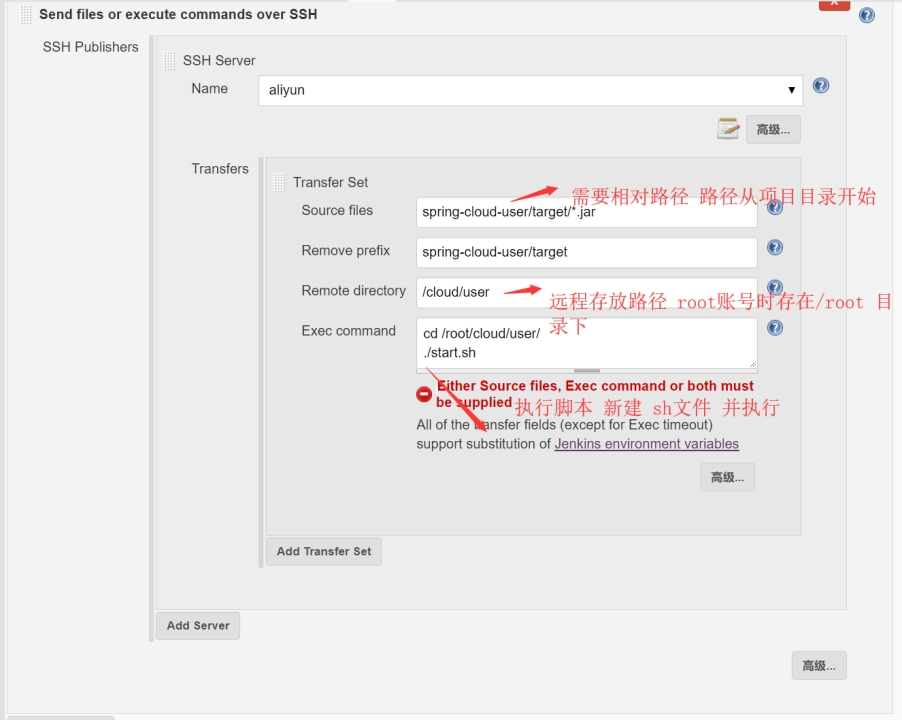 Send files or execute commands over SSH
SSH Publishers
SSH Server
Name
aliyun
高级...
Transfers
Transfer Set
需要相对路径 路径从项目目录开始
Source files
spring-cloud-user/target/*.jar
Remove prefix
spring-cloud-user/target
Remote directory
/cloud/user
远程存放路径 root账号时存在/root 目
录下
Exec command
cd /root/cloud/user/
./start.sh
Either Source files, Exec command or both must
be supplied
执行脚本 新建 sh文件 并执行
All of the transfer fields (except for Exec timeout)
support substitution of Jenkins environment variables
高级...
Add Transfer Set
Add Server
高级...